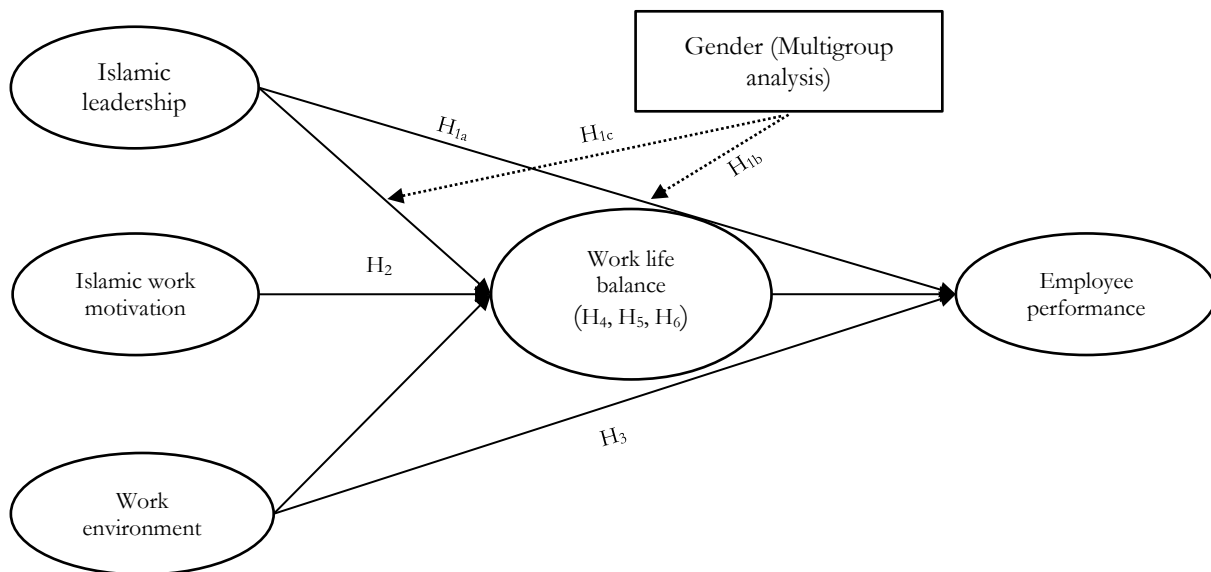 Islamic
leadership
Gender (Multigroup
analysis)
H1a
H1c
H1b
Islamic work
motivation
H2
Work life
balance
(H4, H5, H6)
Employee
performance
H3
Work
environment